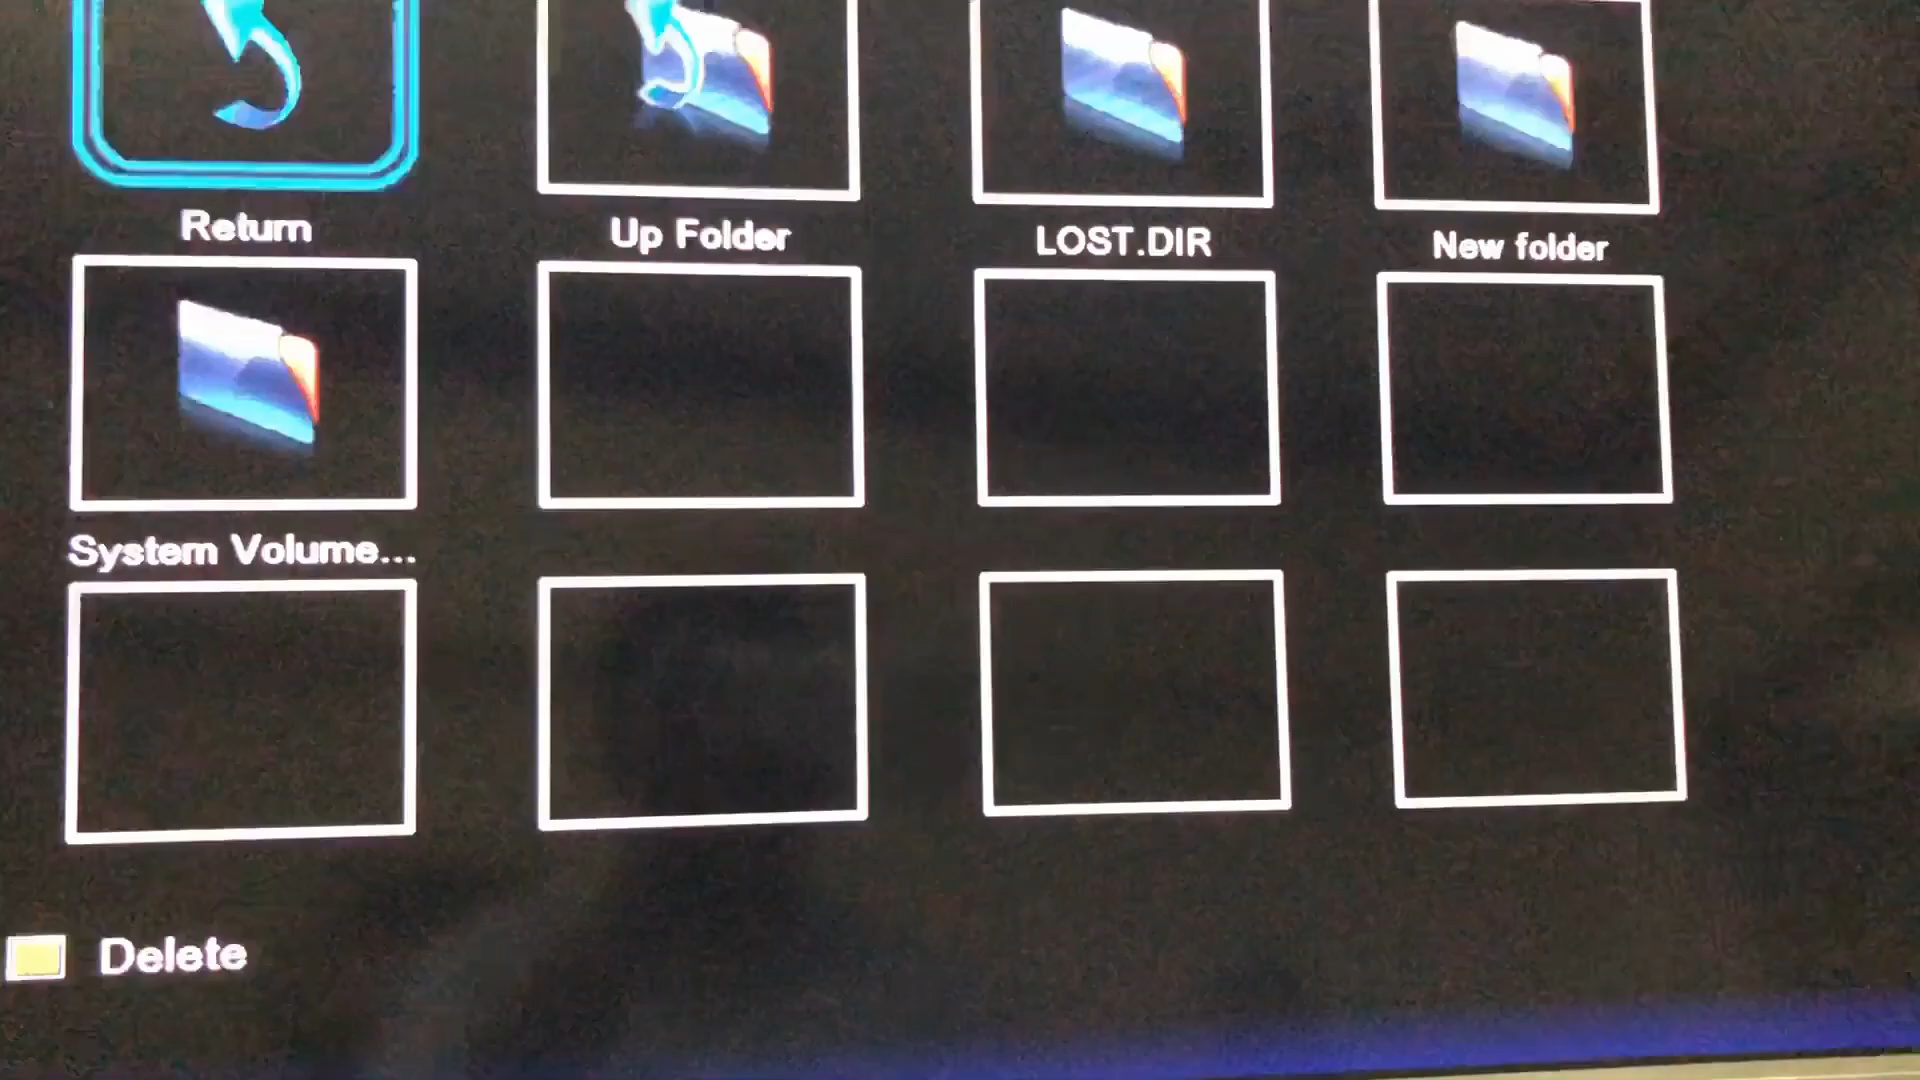 Return
Up Folder
LOST.DIR
New folder
System Volume...
Delete